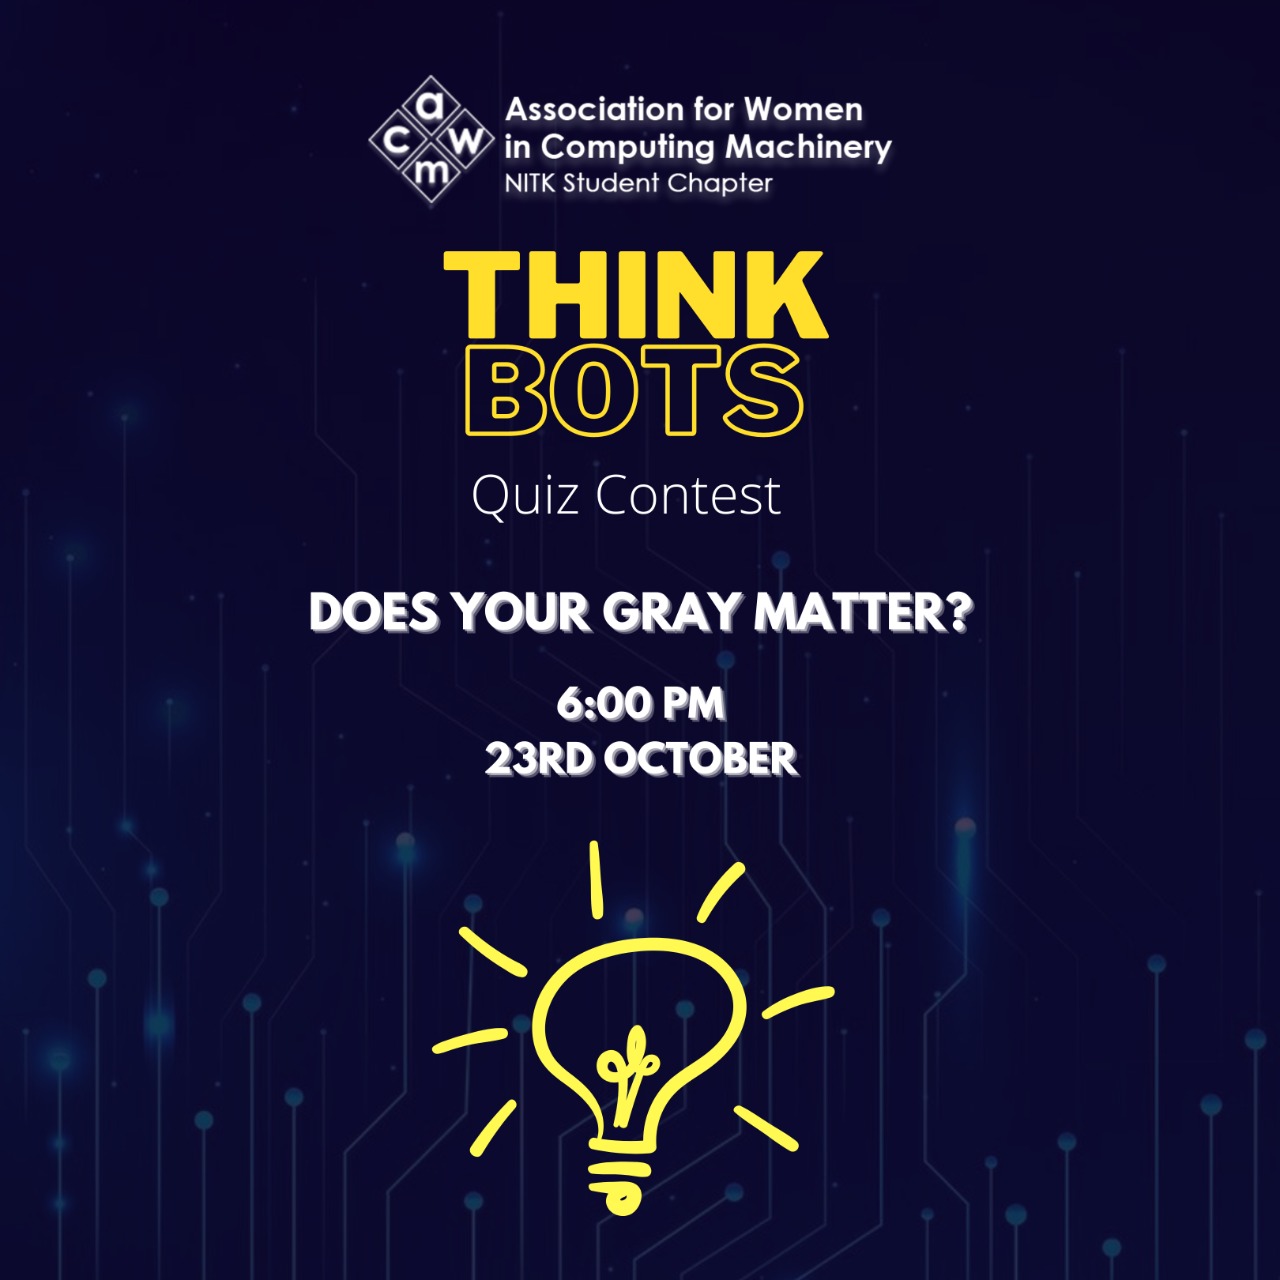 a
c w
m
Association for Women
in Computing Machinery
NITK Student Chapter
THINK
BOTS
Quiz Contest
DOES YOUR GRAY MATTER?
6:00 PM
23RD OCTOBER